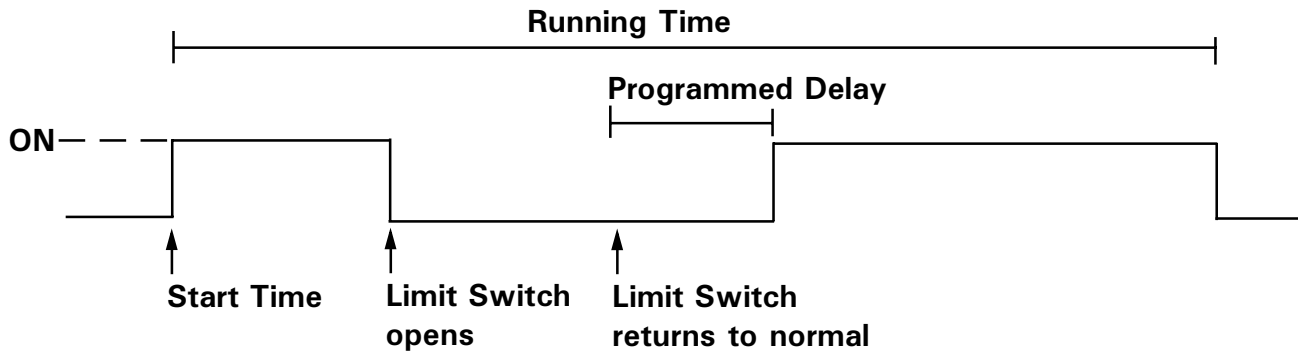 Running Time
Programmed Delay
ON
Start Time
Limit Switch
opens
Limit Switch
returns to normal